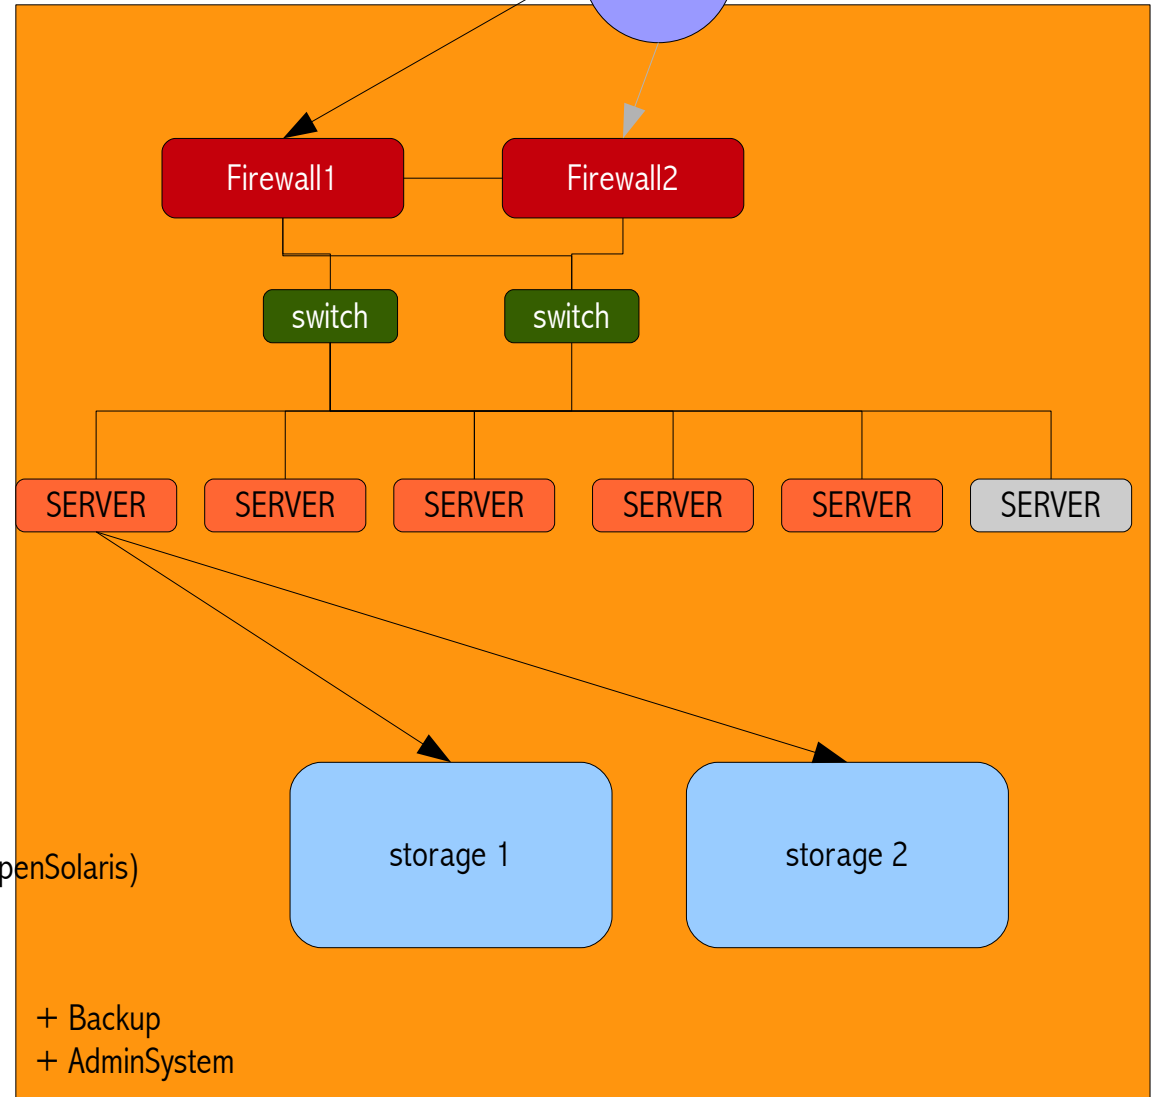 Firewall1
Firewall2
switch
switch
SERVER
SERVER
SERVER
SERVER
SERVER
SERVER
storage 1
storage 2
penSolaris)
+ Backup
+ AdminSystem